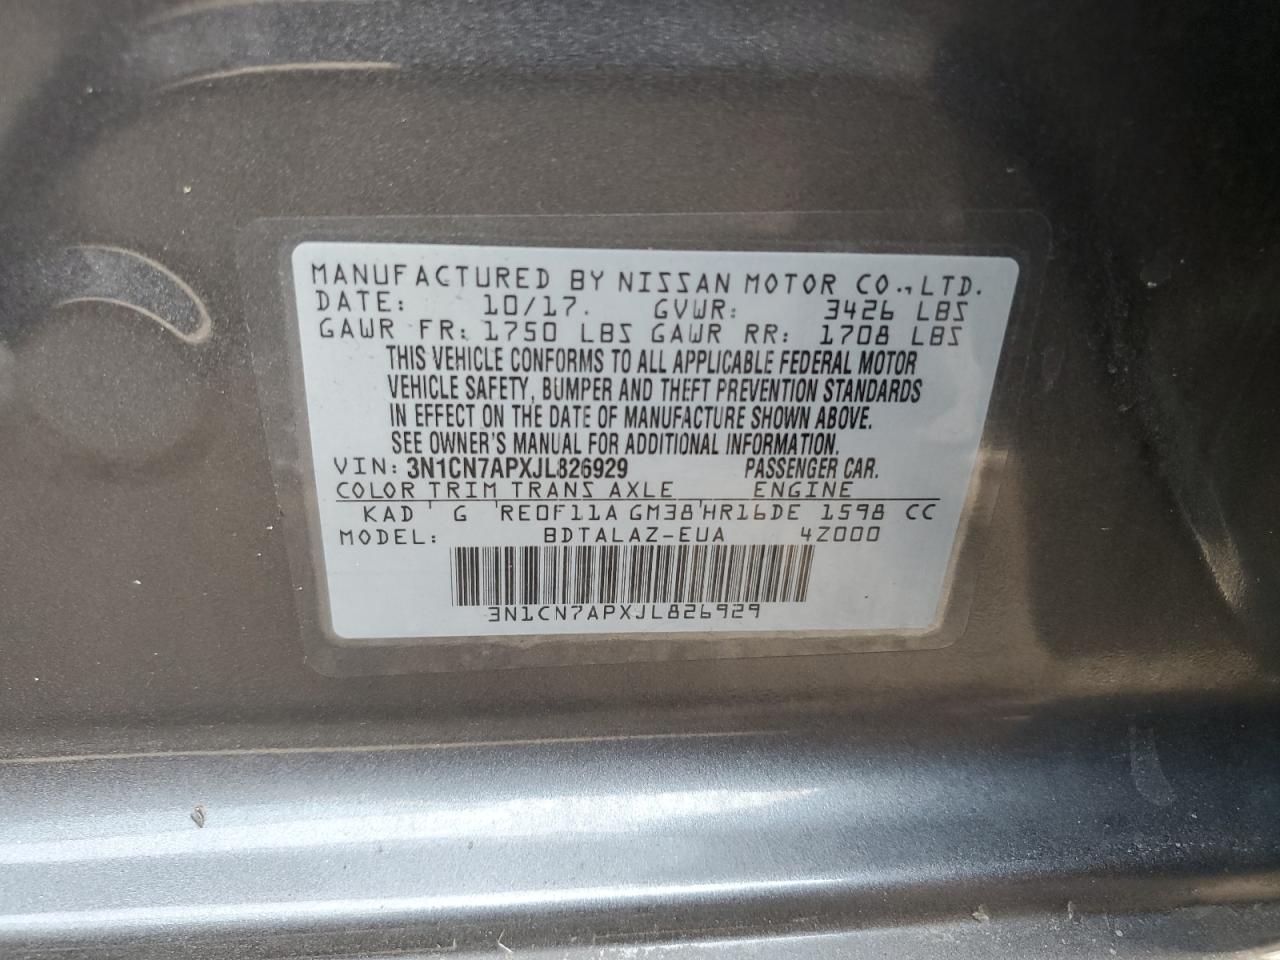 MANUFACTURED BY NISSAN MOTOR CO.,LTD.
DATE: 10/17. GVWR: 3426 LBS
GAWR FR: 1750 LBS GAWR RR: 1708 LBS
THIS VEHICLE CONFORMS TO ALL APPLICABLE FEDERAL MOTOR
VEHICLE SAFETY, BUMPER AND THEFT PREVENTION STANDARDS
IN EFFECT ON THE DATE OF MANUFACTURE SHOWN ABOVE.
SEE OWNER'S MANUAL FOR ADDITIONAL INFORMATION.
VIN: 3N1CN7APXJL826929 PASSENGER CAR.
COLOR TRIM TRANS AXLE ENGINE
KAD ' G 'RE0F11A GM38'HR16DE 1598 CC
MODEL: BDTALAZ-EUA 4Z000
3N1CN7APXJL826929